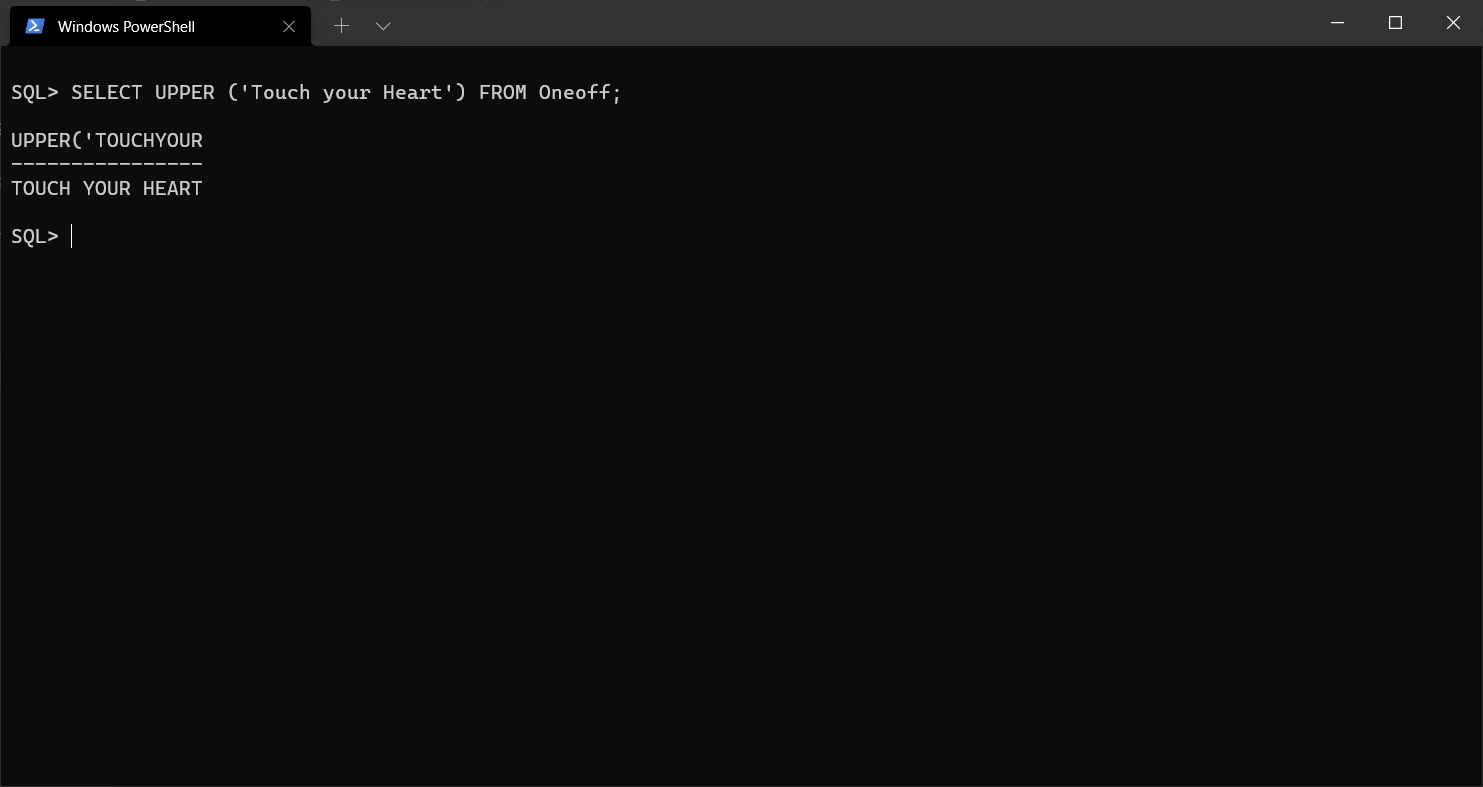 Windows PowerShell
SQL> SELECT UPPER ('Touch your Heart') FROM Oneoff;
UPPER('TOUCHYOUR
----------------
TOUCH YOUR HEART
SQL>